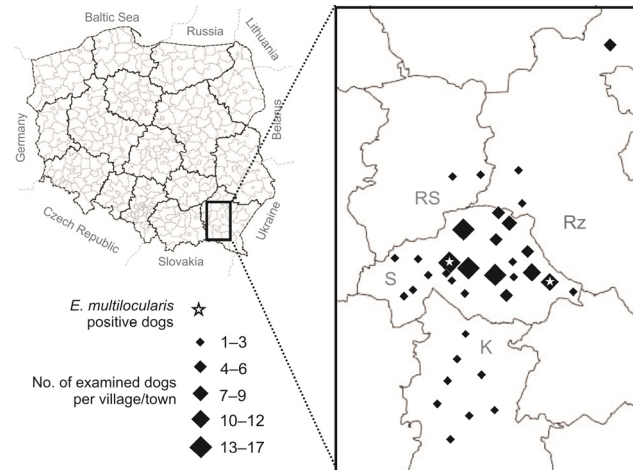 Baltic Sea
Russia
Lithuania
Belarus
Germany
Ukraine
Czech Republic
Slovakia
E. multilocularis
positive dogs
No. of examined dogs
per village/town
1–3
4–6
7–9
10–12
13–17
RS
Rz
S
K